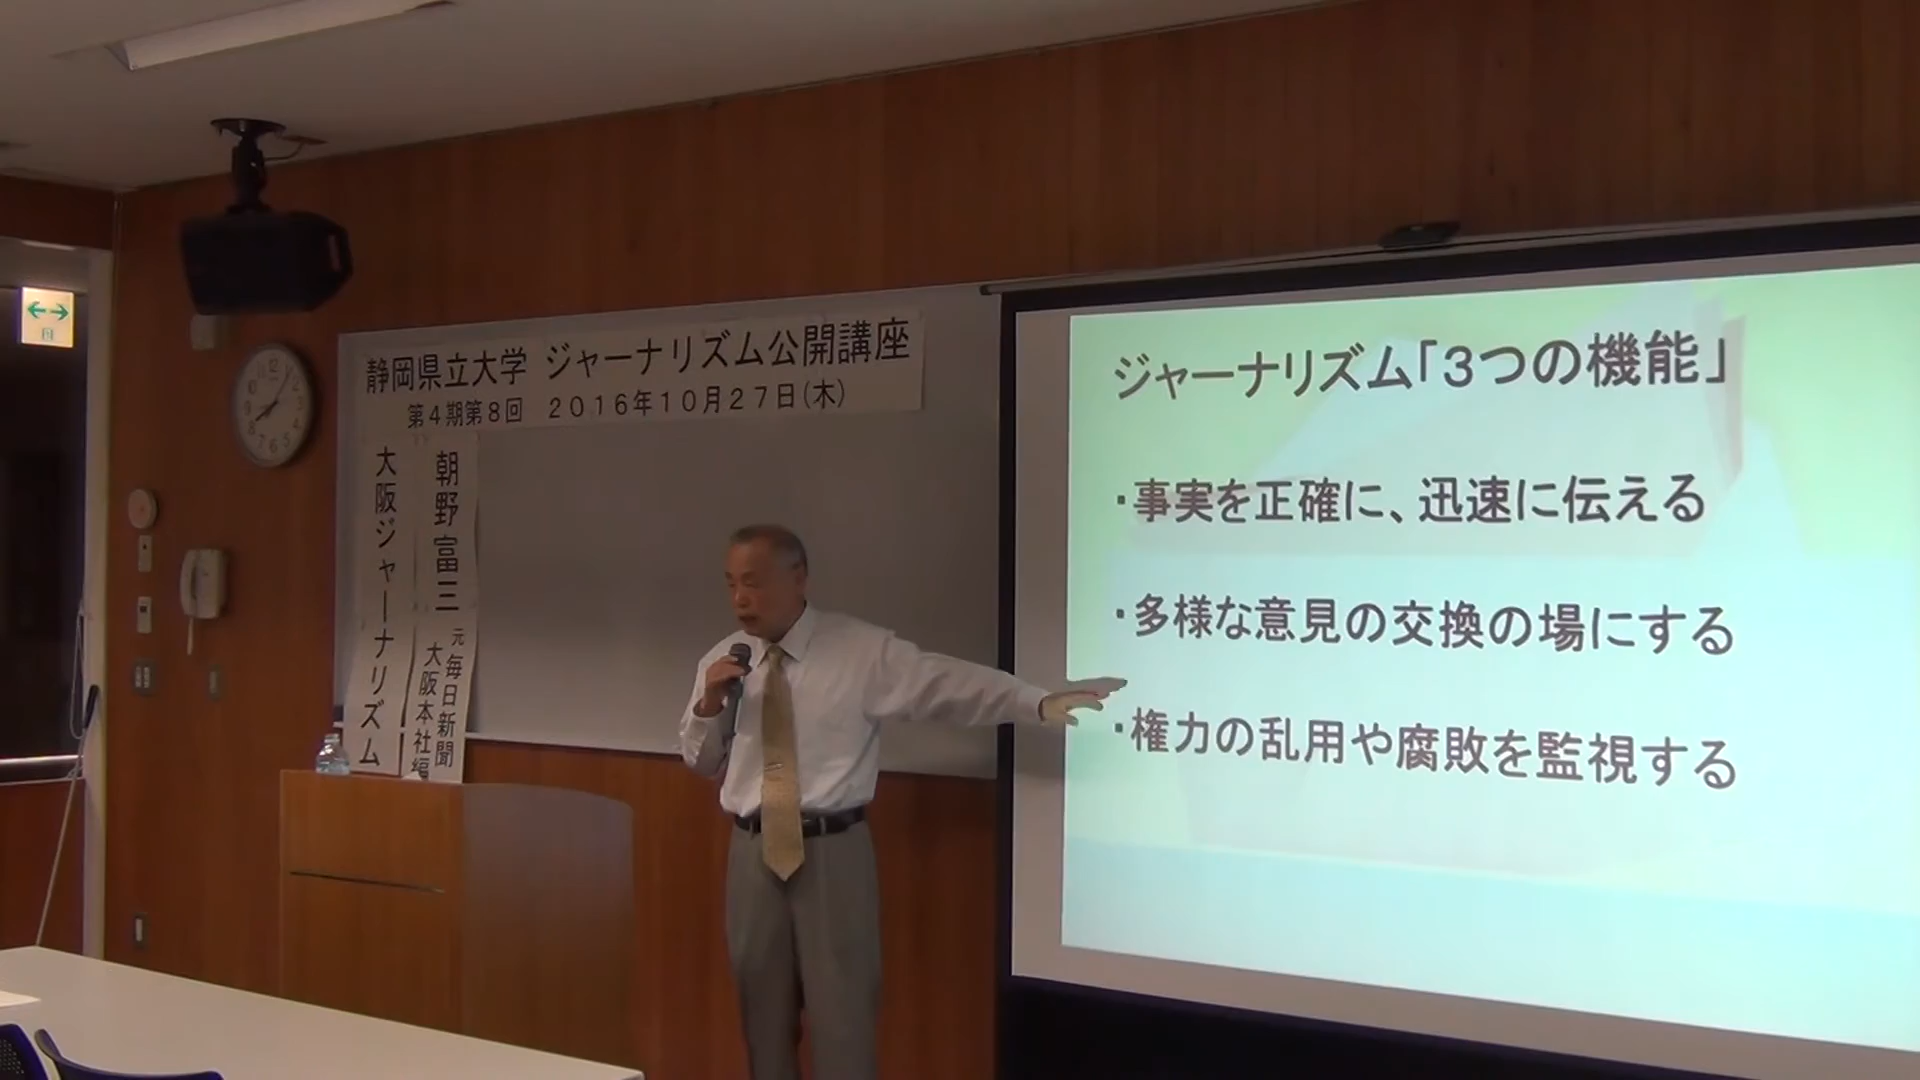 静岡県立大学 ジャーナリズム公開講座
第4期第8回 2016年10月27日(木)
大阪ジャーナリズム
朝野富三
元毎日新聞
大阪本社編
ジャーナリズム「3つの機能」
・事実を正確に、迅速に伝える
・多様な意見の交換の場にする
・権力の乱用や腐敗を監視する